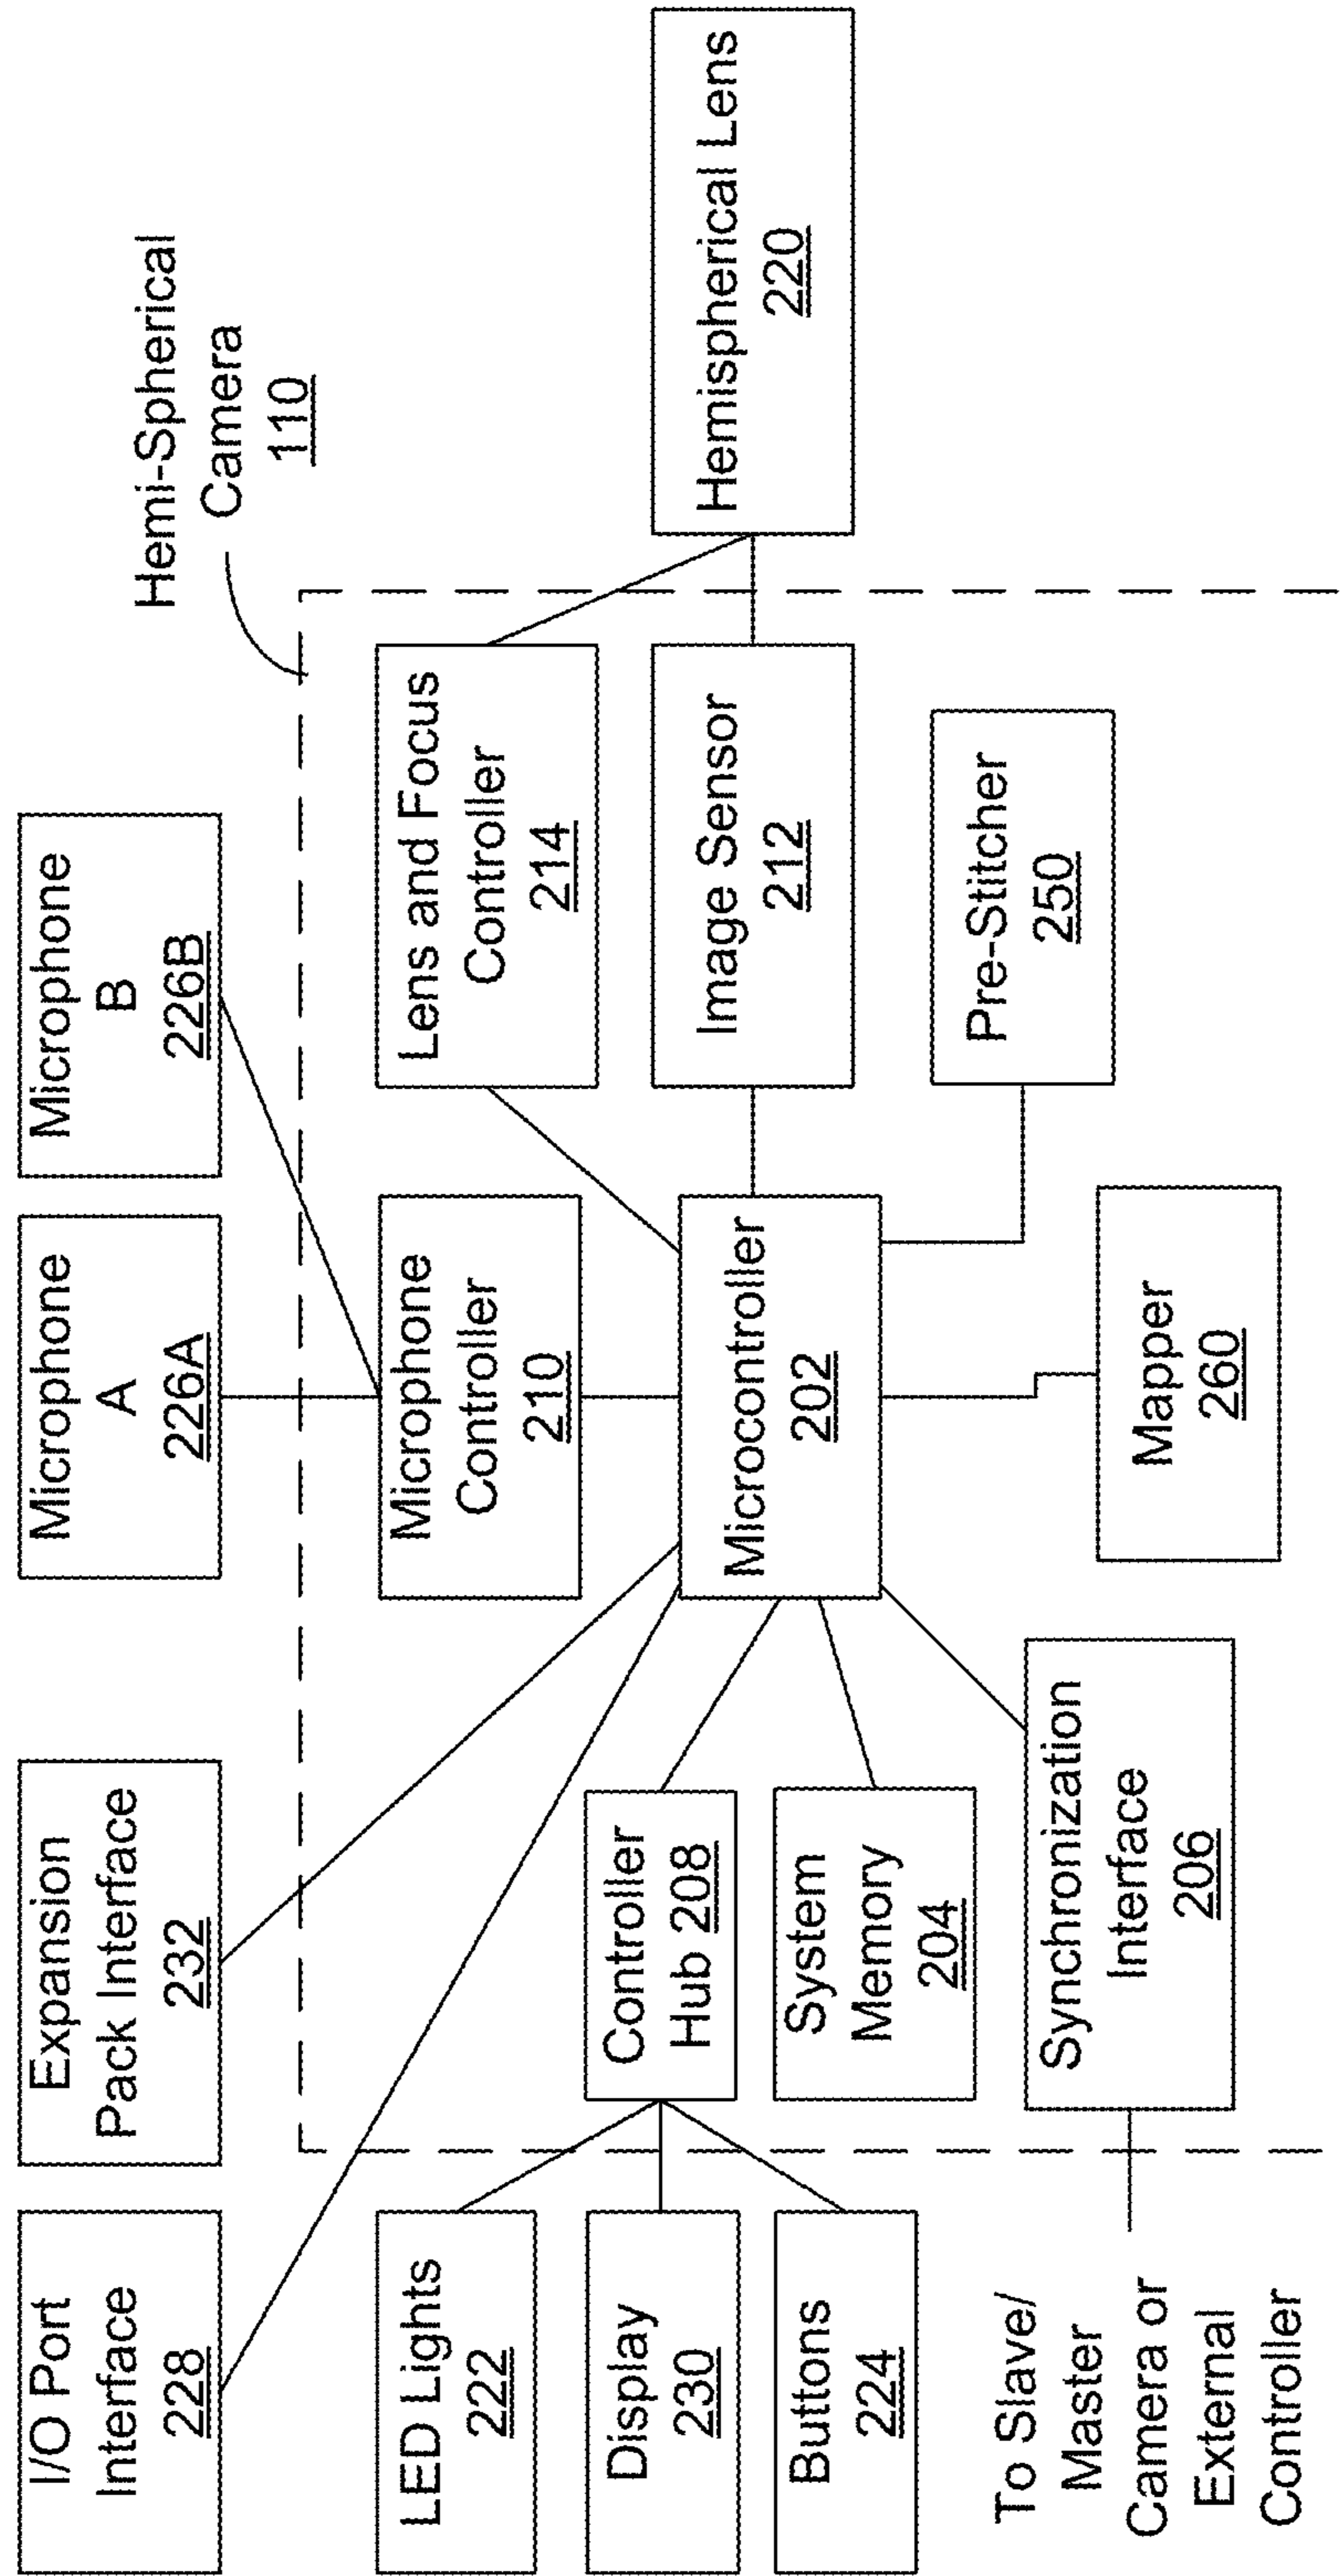 I/O Port
Interface
228
Expansion
Pack Interface
232
Microphone
A
226A
Microphone
B
226B
Hemi-Spherical
Camera
110
LED Lights
222
Display
230
Buttons
224
To Slave/
Master
Camera or
External
Controller
Controller
Hub 208
System
Memory
204
Synchronization
Interface
206
Microphone
Controller
210
Microcontroller
202
Mapper
260
Lens and Focus
Controller
214
Image Sensor
212
Pre-Stitcher
250
Hemispherical Lens
220